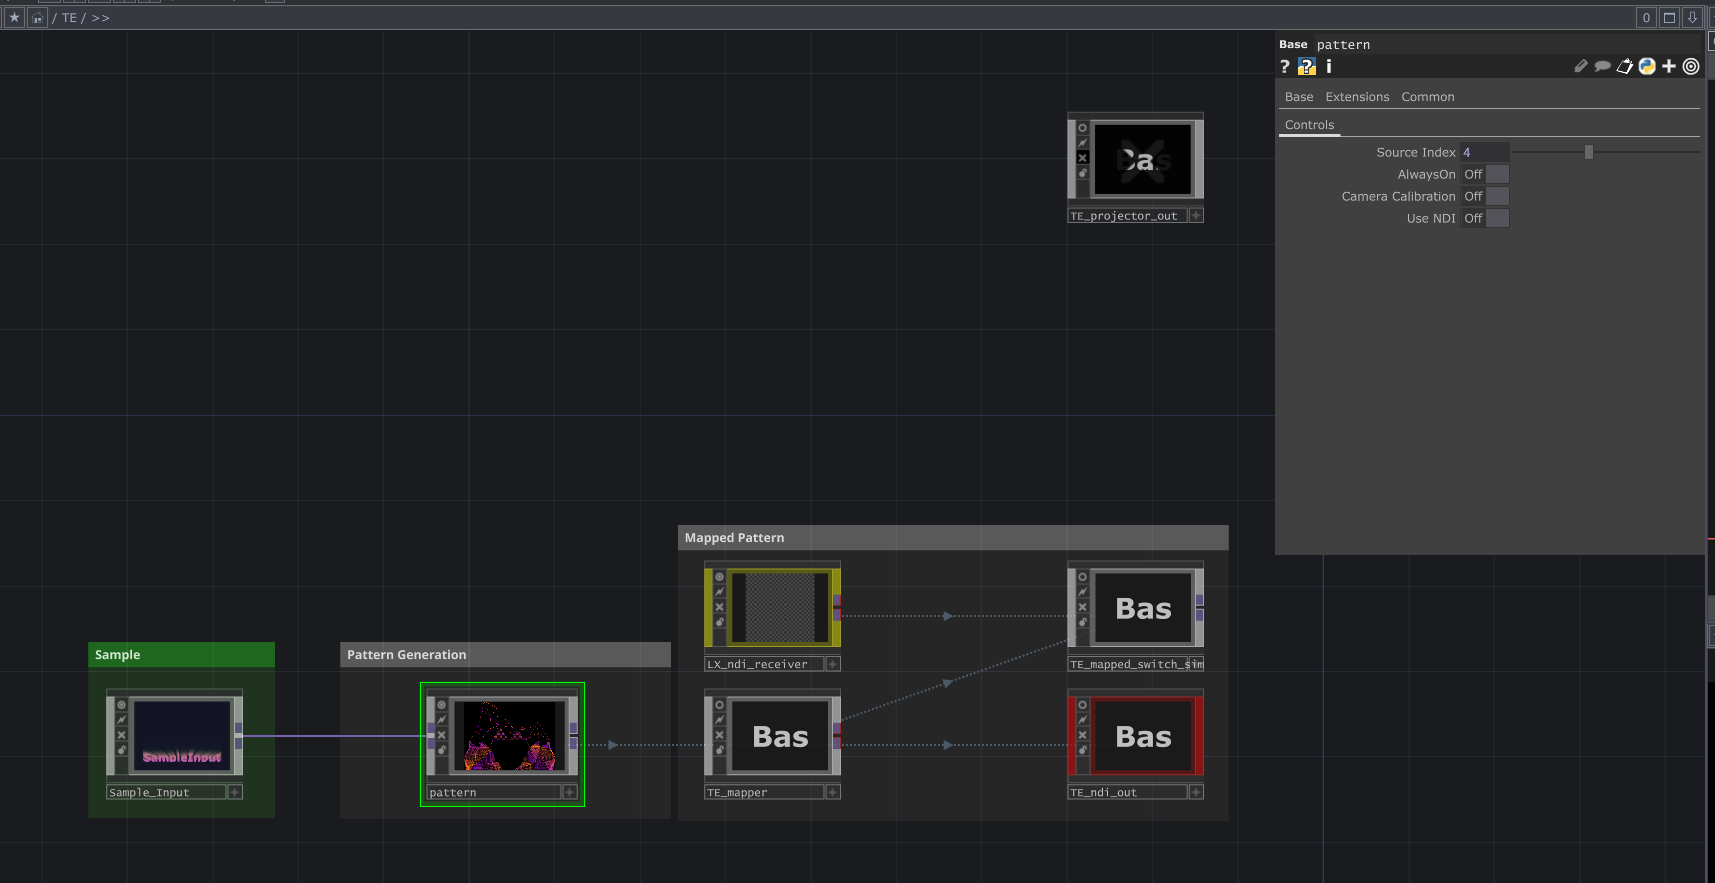 / TE / >>
0
Base pattern
? ? i
Base Extensions Common
Controls
Source Index 4
AlwaysOn Off
Camera Calibration Off
Use NDI Off
TE_projector_out
Mapped Pattern
LX_ndi_receiver
Bas
TE_mapped_switch_sim
Sample
SampleInput
Sample_Input
Pattern Generation
pattern
Bas
TE_mapper
Bas
TE_ndi_out